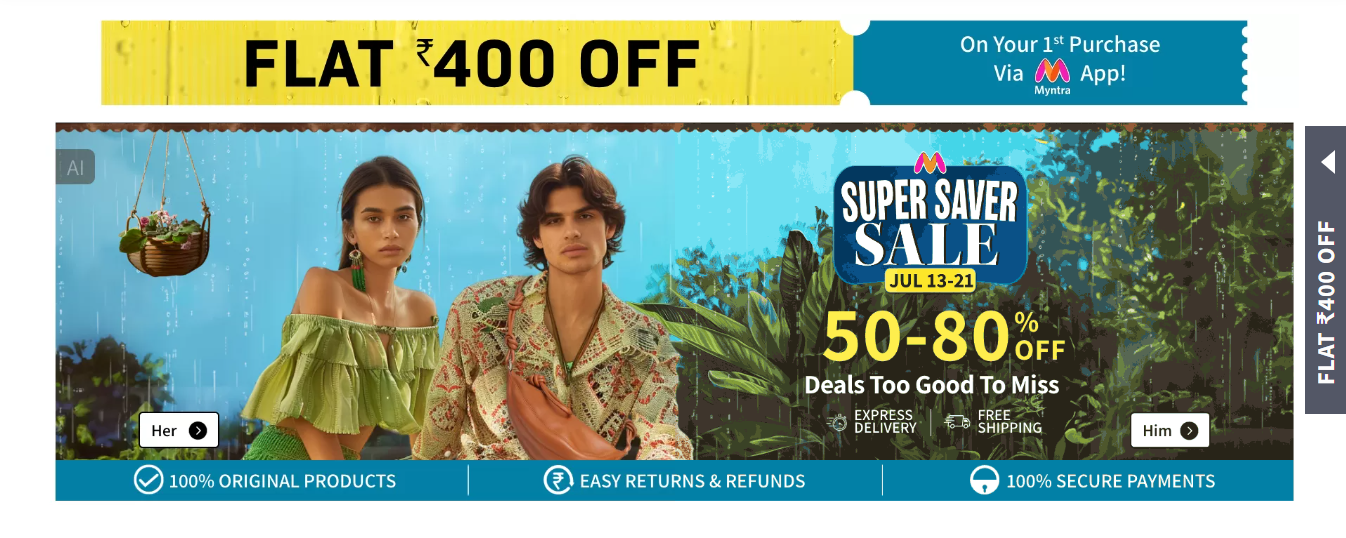 FLAT ₹400 OFF
On Your 1st Purchase
Via Myntra App!
AI
SUPER SAVER
SALE
JUL 13-21
50-80% OFF
Deals Too Good To Miss
EXPRESS DELIVERY
FREE SHIPPING
Her
Him
100% ORIGINAL PRODUCTS
EASY RETURNS & REFUNDS
100% SECURE PAYMENTS
FLAT ₹400 OFF